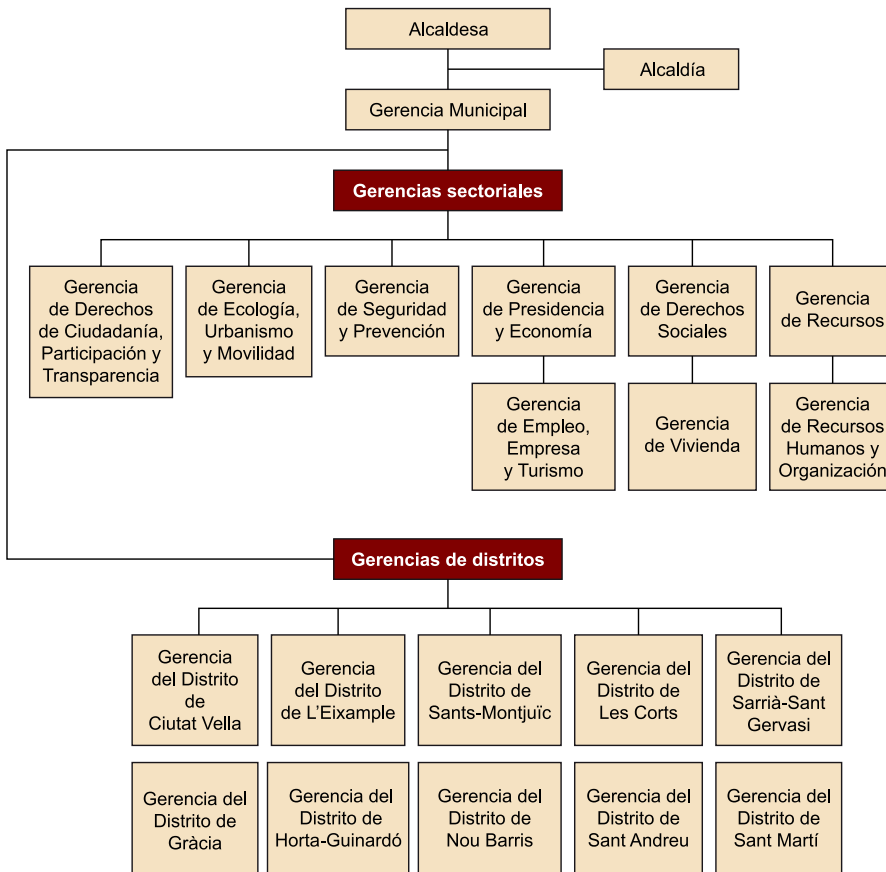 Alcaldesa
Alcaldía
Gerencia Municipal
Gerencias sectoriales
Gerencia
de Derechos
de Ciudadanía,
Participación y
Transparencia
Gerencia
de Ecología,
Urbanismo
y Movilidad
Gerencia
de Seguridad
y Prevención
Gerencia
de Presidencia
y Economía
Gerencia
de Derechos
Sociales
Gerencia
de Recursos
Gerencia
de Empleo,
Empresa
y Turismo
Gerencia
de Vivienda
Gerencia
de Recursos
Humanos y
Organización
Gerencias de distritos
Gerencia
del Distrito
de
Ciutat Vella
Gerencia
del Distrito
de L'Eixample
Gerencia del
Distrito de
Sants-Montjuïc
Gerencia del
Distrito de
Les Corts
Gerencia del
Distrito de
Sarrià-Sant
Gervasi
Gerencia del
Distrito de
Gràcia
Gerencia del
Distrito de
Horta-Guinardó
Gerencia del
Distrito de
Nou Barris
Gerencia del
Distrito de
Sant Andreu
Gerencia del
Distrito de
Sant Martí